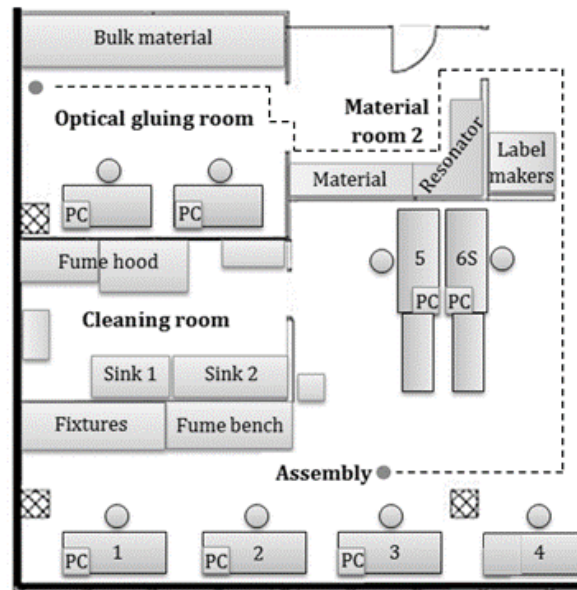 Bulk material
Optical gluing room
Material
room 2
Resonator
Label
makers
Material
PC
PC
Fume hood
5
6S
PC
PC
Cleaning room
Sink 1
Sink 2
Fixtures
Fume bench
Assembly
PC
1
PC
2
PC
3
4